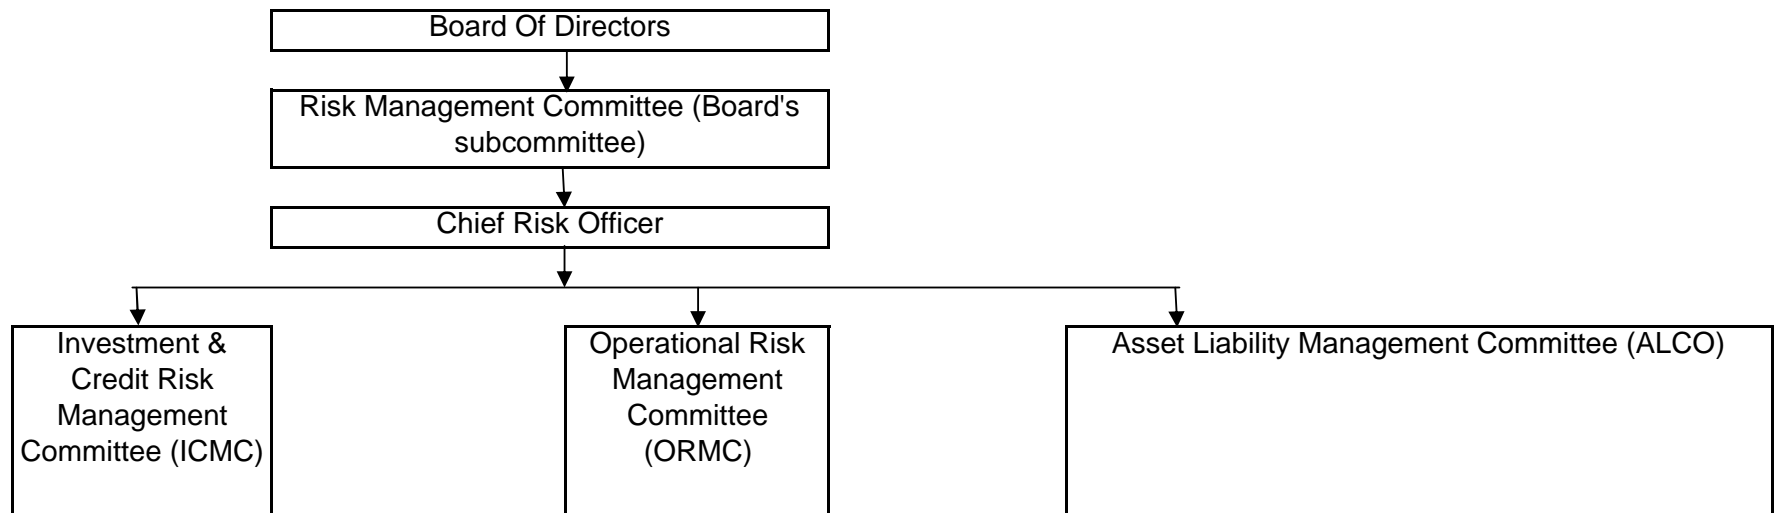 Board Of Directors
Risk Management Committee (Board's
subcommittee)
Chief Risk Officer
Investment &
Credit Risk
Management
Committee (ICMC)
Operational Risk
Management
Committee
(ORMC)
Asset Liability Management Committee (ALCO)